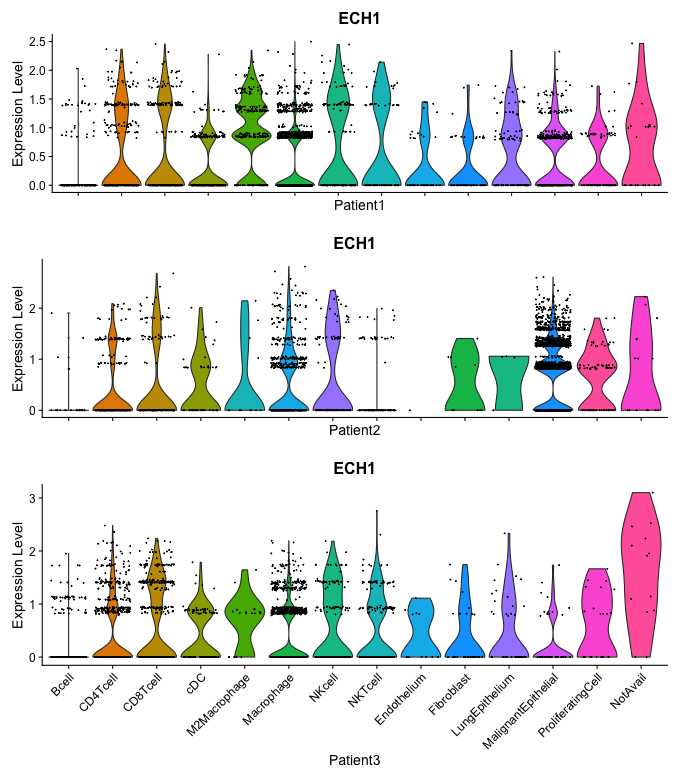 ECH1
Expression Level
2.5
2.0
1.5
1.0
0.5
0.0
Patient1
ECH1
Expression Level
2
1
0
Patient2
ECH1
Expression Level
3
2
1
0
Bcell
CD4Tcell
CD8Tcell
cDC
M2Macrophage
Macrophage
NKcell
NKTcell
Endothelium
Fibroblast
LungEpithelium
MalignantEpithelial
ProliferatingCell
NotAvail
Patient3